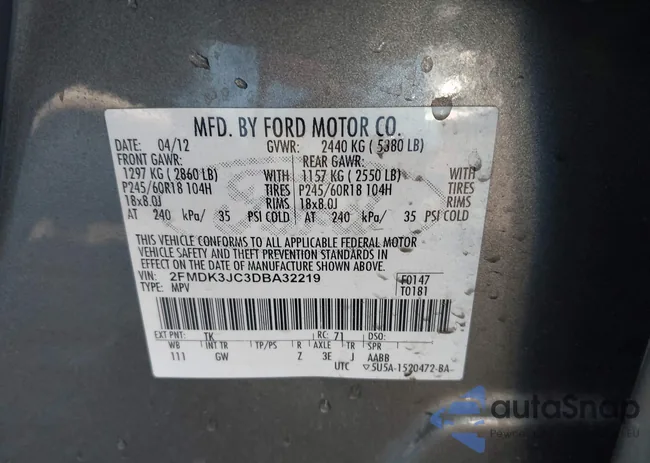 MFD. BY FORD MOTOR CO.
DATE: 04/12 GVWR: 2440 KG ( 5380 LB)
FRONT GAWR: REAR GAWR:
1297 KG ( 2860 LB) WITH 1157 KG ( 2550 LB) WITH
P245/60R18 104H TIRES P245/60R18 104H TIRES
18x8.0J RIMS 18x8.0J RIMS
AT 240 kPa/ 35 PSI COLD AT 240 kPa/ 35 PSI COLD
THIS VEHICLE CONFORMS TO ALL APPLICABLE FEDERAL MOTOR
VEHICLE SAFETY AND THEFT PREVENTION STANDARDS IN
EFFECT ON THE DATE OF MANUFACTURE SHOWN ABOVE.
VIN: 2FMDK3JC3DBA32219 F0147
TYPE: MPV T0181
EXT PNT: TK RC: 71 DSO:
WB INT TR TP/PS R AXLE TR SPR
111 GW Z 3E J AABB
UTC 5U5A-1520472-BA
autoSnap